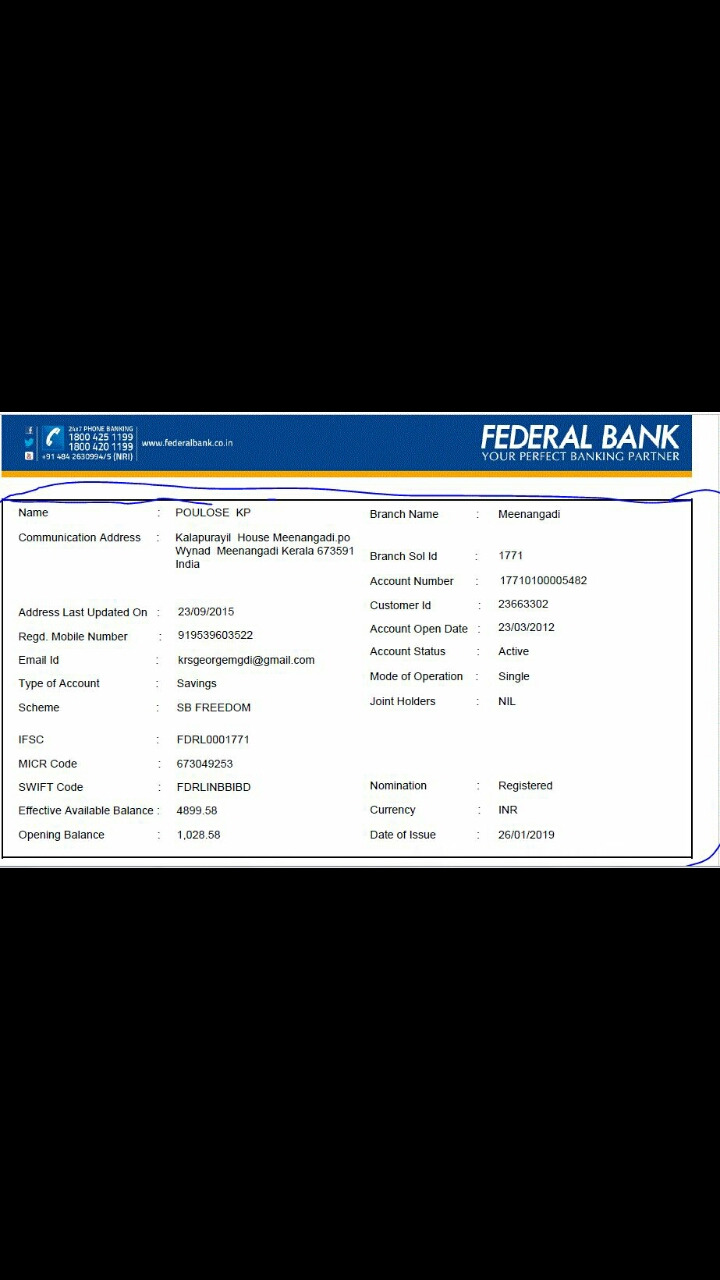 24x7 PHONE BANKING
1800 425 1199
1800 420 1199
+91 484 2630994/5 (NRI)
www.federalbank.co.in
FEDERAL BANK
YOUR PERFECT BANKING PARTNER
Name : POULOSE KP
Communication Address : Kalapurayil House Meenangadi.po
Wynad Meenangadi Kerala 673591
India
Address Last Updated On : 23/09/2015
Regd. Mobile Number : 919539603522
Email Id : krsgeorgemgdi@gmail.com
Type of Account : Savings
Scheme : SB FREEDOM
IFSC : FDRL0001771
MICR Code : 673049253
SWIFT Code : FDRLINBBIBD
Effective Available Balance : 4899.58
Opening Balance : 1,028.58
Branch Name : Meenangadi
Branch Sol Id : 1771
Account Number : 17710100005482
Customer Id : 23663302
Account Open Date : 23/03/2012
Account Status : Active
Mode of Operation : Single
Joint Holders : NIL
Nomination : Registered
Currency : INR
Date of Issue : 26/01/2019